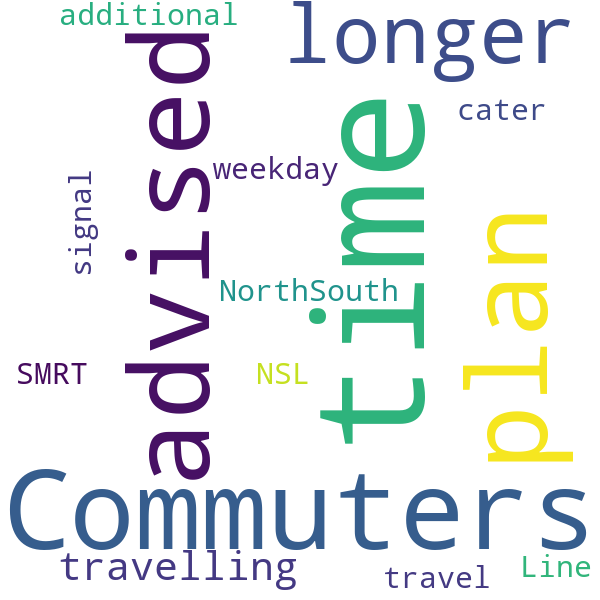 additional
longer
advised
time
cater
weekday
signal
plan
NorthSouth
SMRT
NSL
Commuters
travelling
travel
Line